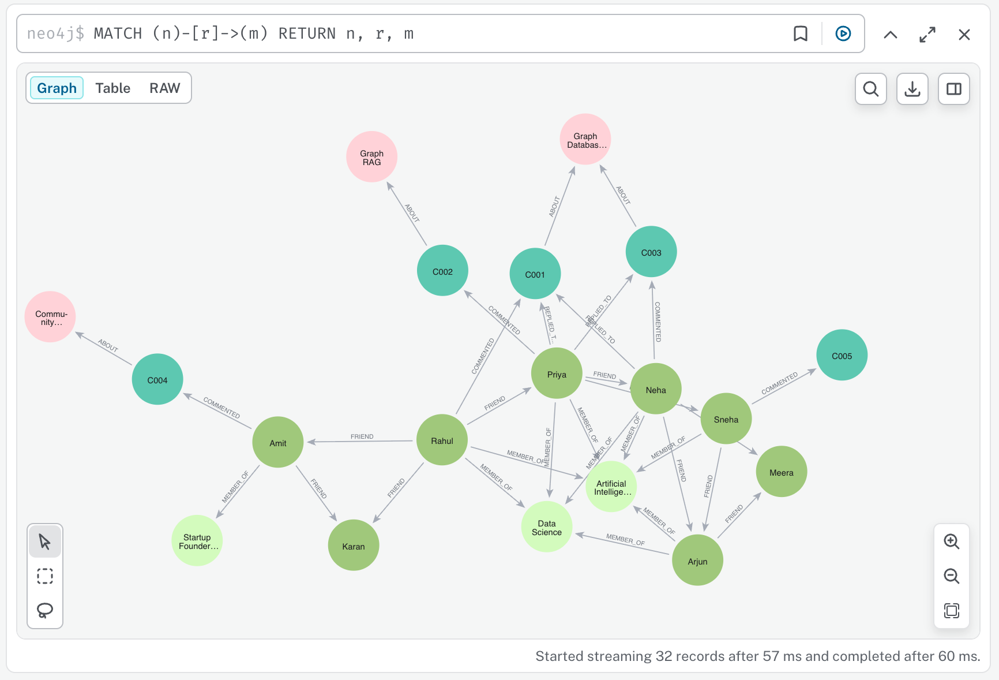 neo4j$ MATCH (n)-[r]->(m) RETURN n, r, m
Graph
Table
RAW
Graph
Databas...
Graph
RAG
ABOUT
ABOUT
ABOUT
C003
C002
C001
COMMENTED
REPLIED_T...
REPLIED_TO
REPLIED_TO
COMMENTED
Commu-
nity...
ABOUT
C004
COMMENTED
COMMENTED
C005
COMMENTED
Priya
FRIEND
Neha
FRIEND
Sneha
Amit
FRIEND
Rahul
MEMBER_OF
MEMBER_OF
MEMBER_OF
MEMBER_OF
MEMBER_OF
MEMBER_OF
MEMBER_OF
FRIEND
FRIEND
Meera
MEMBER_OF
FRIEND
FRIEND
Artificial
Intellige...
Startup
Founder...
Karan
Data
Science
MEMBER_OF
MEMBER_OF
FRIEND
Arjun
Started streaming 32 records after 57 ms and completed after 60 ms.